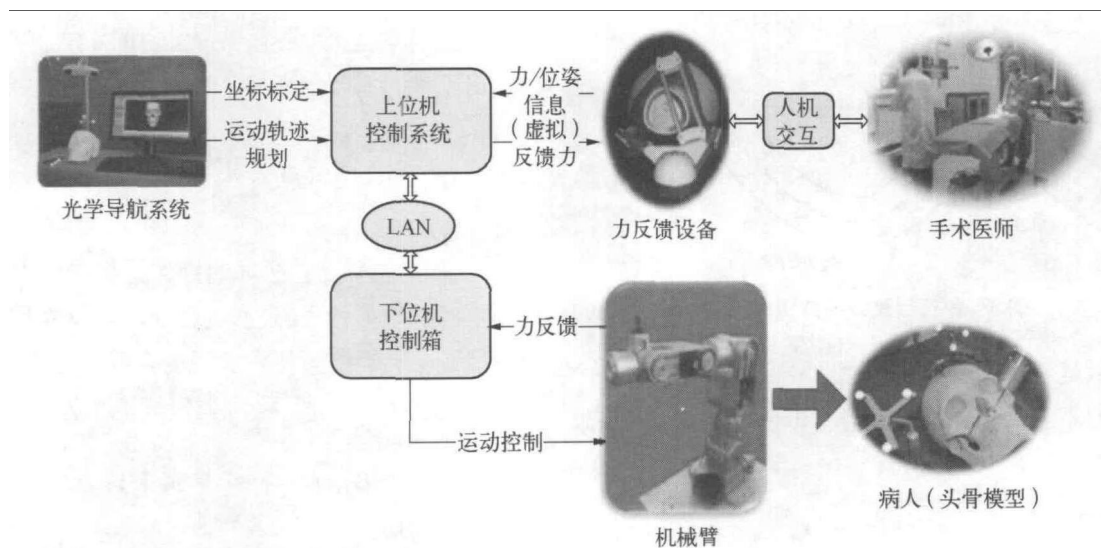 坐标标定
运动轨迹
规划
光学导航系统
上位机
控制系统
力/位姿
信息
（虚拟）
反馈力
力反馈设备
人机
交互
手术医师
LAN
下位机
控制箱
力反馈
运动控制
机械臂
病人（头骨模型）